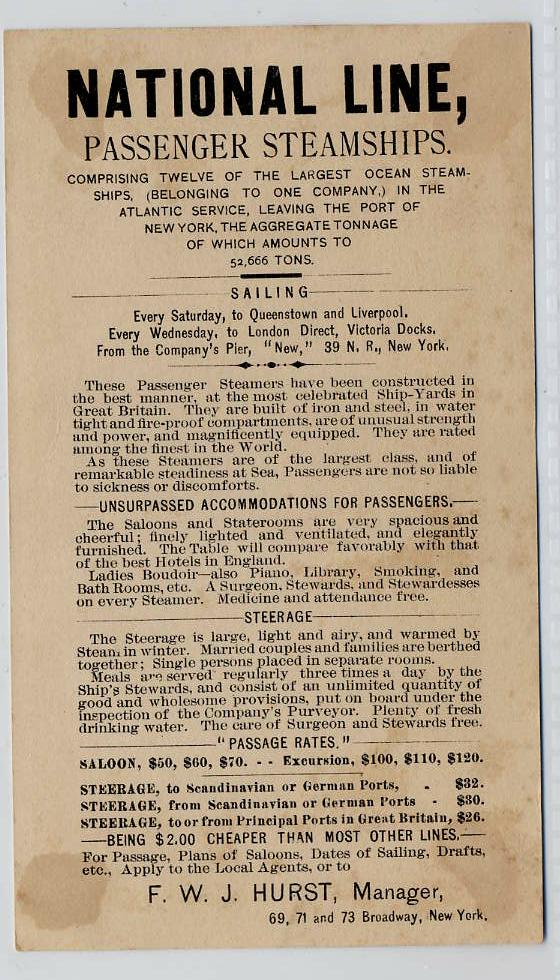 NATIONAL LINE,
PASSENGER STEAMSHIPS.
COMPRISING TWELVE OF THE LARGEST OCEAN STEAM-
SHIPS, (BELONGING TO ONE COMPANY,) IN THE
ATLANTIC SERVICE, LEAVING THE PORT OF
NEW YORK, THE AGGREGATE TONNAGE
OF WHICH AMOUNTS TO
52,666 TONS.
SAILING
Every Saturday, to Queenstown and Liverpool.
Every Wednesday, to London Direct, Victoria Docks.
From the Company's Pier, "New," 39 N. R., New York.
These Passenger Steamers have been constructed in
the best manner, at the most celebrated Ship-Yards in
Great Britain. They are built of iron and steel, in water
tight and fire-proof compartments, are of unusual strength
and power, and magnificently equipped. They are rated
among the finest in the World.
As these Steamers are of the largest class, and of
remarkable steadiness at Sea, Passengers are not so liable
to sickness or discomforts.
UNSURPASSED ACCOMMODATIONS FOR PASSENGERS.
The Saloons and Staterooms are very spacious and
cheerful; finely lighted and ventilated, and elegantly
furnished. The Table will compare favorably with that
of the best Hotels in England.
Ladies Boudoir—also Piano, Library, Smoking, and
Bath Rooms, etc. A Surgeon, Stewards, and Stewardesses
on every Steamer. Medicine and attendance free.
STEERAGE
The Steerage is large, light and airy, and warmed by
Steam in winter. Married couples and families are berthed
together; Single persons placed in separate rooms.
Meals are served regularly three times a day by the
Ship's Stewards, and consist of an unlimited quantity of
good and wholesome provisions, put on board under the
inspection of the Company's Purveyor. Plenty of fresh
drinking water. The care of Surgeon and Stewards free.
"PASSAGE RATES."
SALOON, $50, $60, $70. - - Excursion, $100, $110, $120.
STEERAGE, to Scandinavian or German Ports, - $32.
STEERAGE, from Scandinavian or German Ports - $30.
STEERAGE, to or from Principal Ports in Great Britain, $26.
BEING $2.00 CHEAPER THAN MOST OTHER LINES.
For Passage, Plans of Saloons, Dates of Sailing, Drafts,
etc., Apply to the Local Agents, or to
F. W. J. HURST, Manager,
69, 71 and 73 Broadway, New York.